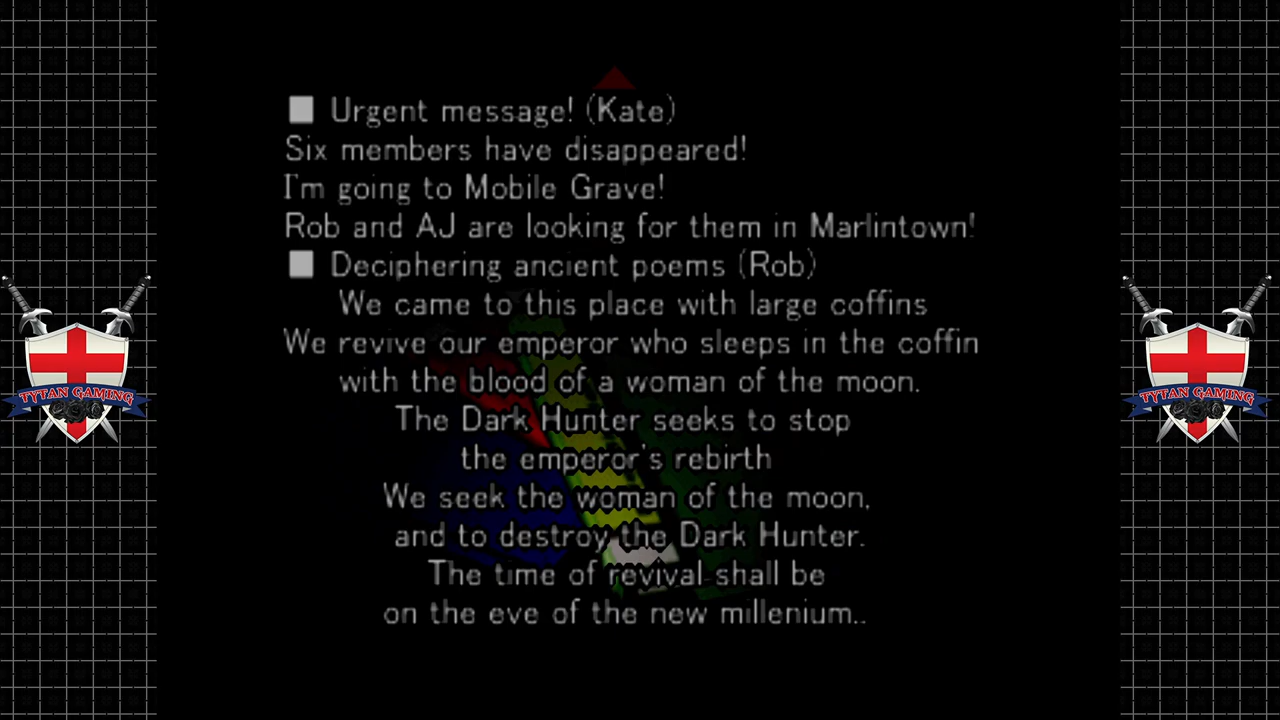 ■ Urgent message! (Kate)
Six members have disappeared!
I'm going to Mobile Grave!
Rob and AJ are looking for them in Marlintown!
■ Deciphering ancient poems (Rob)
We came to this place with large coffins
We revive our emperor who sleeps in the coffin
with the blood of a woman of the moon.
The Dark Hunter seeks to stop
the emperor's rebirth
We seek the woman of the moon,
and to destroy the Dark Hunter.
The time of revival shall be
on the eve of the new millenium..
TYTAN GAMING
TYTAN GAMING